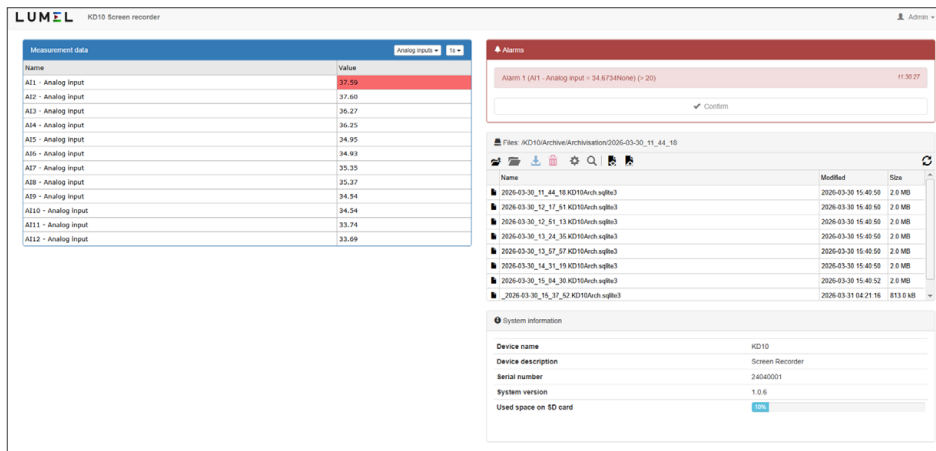 LUMEL KD10 Screen recorder Admin
Measurement data Analog inputs 1s
Name Value
AI1 - Analog input 37.59
AI2 - Analog input 37.60
AI3 - Analog input 36.27
AI4 - Analog input 36.25
AI5 - Analog input 34.95
AI6 - Analog input 34.93
AI7 - Analog input 35.35
AI8 - Analog input 35.37
AI9 - Analog input 34.54
AI10 - Analog input 34.54
AI11 - Analog input 33.74
AI12 - Analog input 33.69
Alarms
Alarm 1 (AI1 - Analog input = 34.6734None) (> 20) 11:30:27
Confirm
Files: /KD10/Archive/Archivisation/2026-03-30_11_44_18
Name Modified Size
2026-03-30_11_44_18.KD10Arch.sqlite3 2026-03-30 15:40:50 2.0 MB
2026-03-30_12_17_51.KD10Arch.sqlite3 2026-03-30 15:40:50 2.0 MB
2026-03-30_12_51_13.KD10Arch.sqlite3 2026-03-30 15:40:50 2.0 MB
2026-03-30_13_24_35.KD10Arch.sqlite3 2026-03-30 15:40:50 2.0 MB
2026-03-30_13_57_57.KD10Arch.sqlite3 2026-03-30 15:40:50 2.0 MB
2026-03-30_14_31_19.KD10Arch.sqlite3 2026-03-30 15:40:50 2.0 MB
2026-03-30_15_04_30.KD10Arch.sqlite3 2026-03-30 15:40:52 2.0 MB
_2026-03-30_15_37_52.KD10Arch.sqlite3 2026-03-31 04:21:16 813.0 kB
System information
Device name KD10
Device description Screen Recorder
Serial number 24040001
System version 1.0.6
Used space on SD card 10%